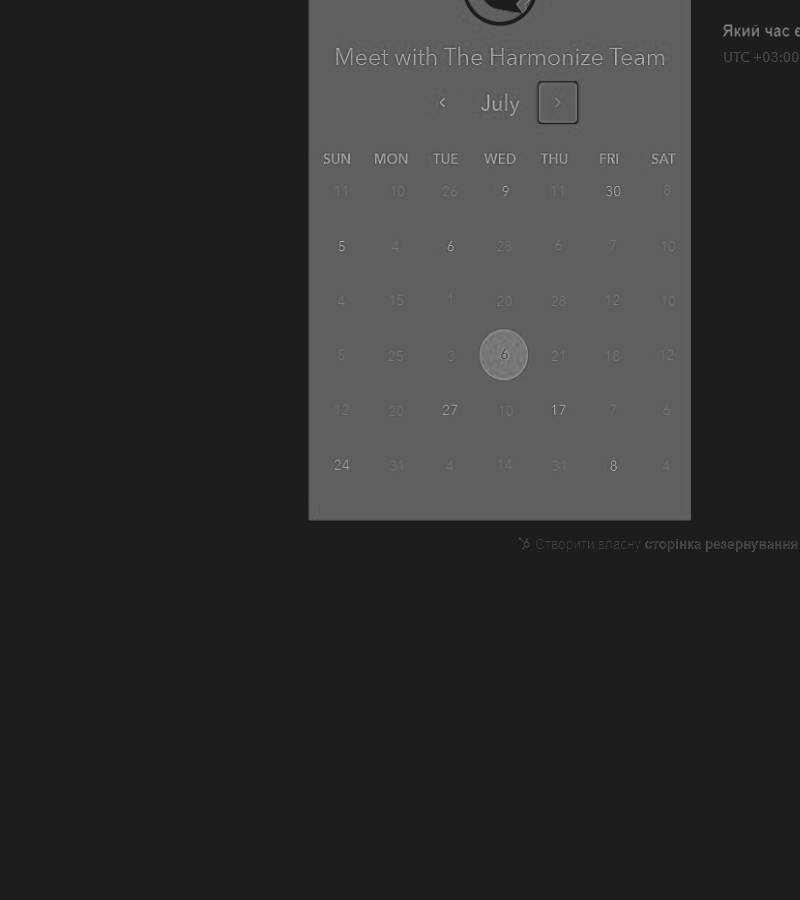 Який час є
Meet with The Harmonize Team
UTC +03:00
July
SUN MON TUE WED THU FRI SAT
11 10 26 9 11 30 8
5 4 6 28 6 7 10
4 15 1 20 28 12 10
5 25 3 6 21 18 12
12 20 27 10 17 7 6
24 31 4 14 31 8 4
Створити власну сторінка резервування